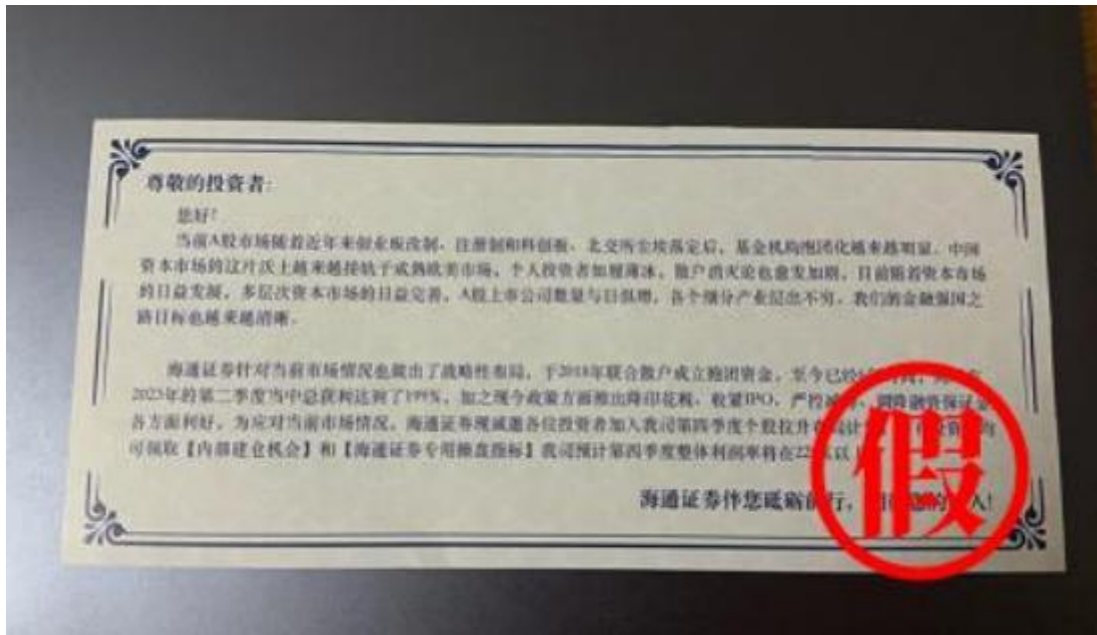 尊敬的投资者:
您好!
当前A股市场随着近年来创业板改制、注册制和科创板、北交所尘埃落定后，基金机构抱团化越来越明显。中国
资本市场的这片沃土越来越接轨于成熟欧美市场，个人投资者如履薄冰，散户消灭论也愈发加剧，目前随着资本市场
的日益发展，多层次资本市场的日益完善，A股上市公司数量与日俱增，各个细分产业层出不穷，我们的金融强国之
路目标也越来越清晰。
海通证券针对当前市场情况也做出了战略性布局，于2018年联合散户成立抱团资金，至今已经
2023年的第二季度当中总获利达到了199%，加之现今政策方面推出降印花税、收紧IPO、严控减持、调降融资保证金
各方面利好。为应对当前市场情况，海通证券现诚邀各位投资者加入我司第四季度个股拉升
可领取【内部建仓机会】和【海通证券专用操盘指标】我司预计第四季度整体利润率将在
海通证券伴您砥砺前行，
假